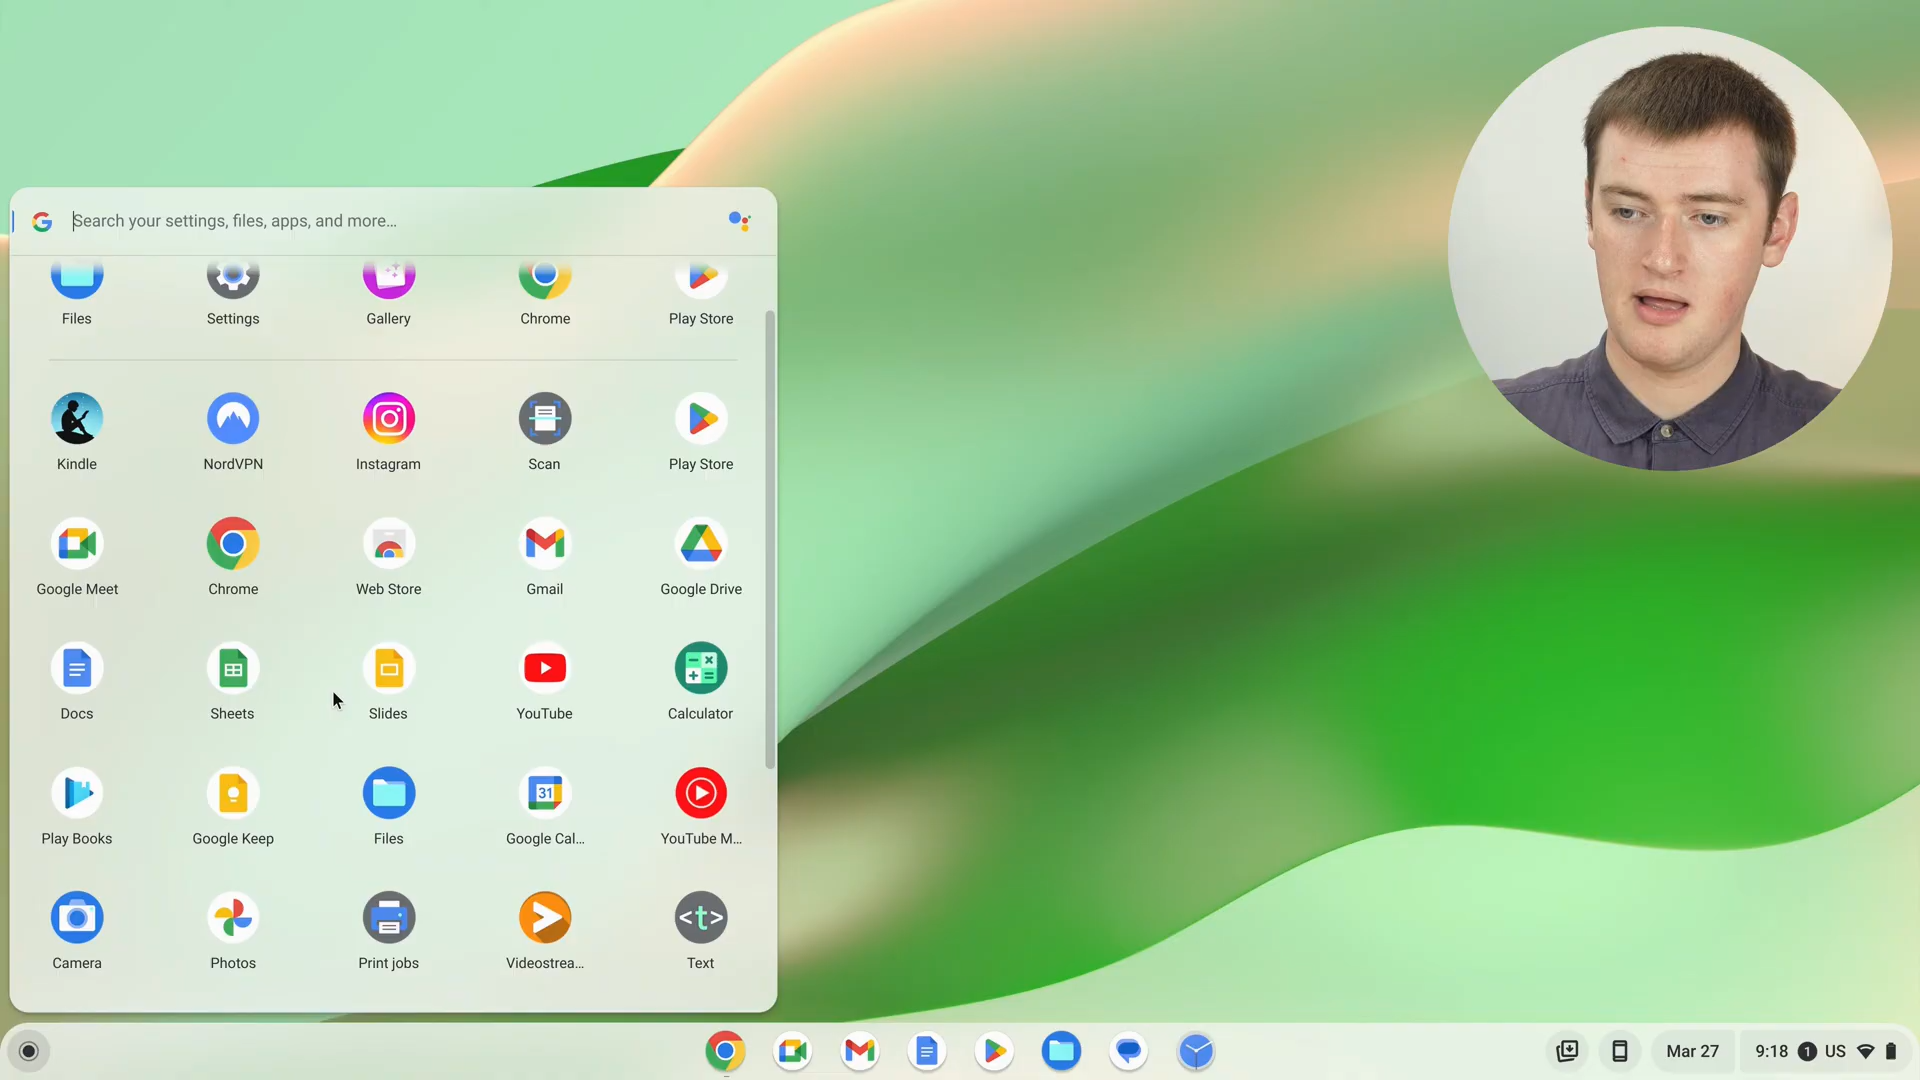 Search your settings, files, apps, and more...
Files Settings Gallery Chrome Play Store
Kindle NordVPN Instagram Scan Play Store
Google Meet Chrome Web Store Gmail Google Drive
Docs Sheets Slides YouTube Calculator
31
Play Books Google Keep Files Google Cal... YouTube M...
<t>
Camera Photos Print jobs Videostrea... Text
Mar 27 9:18 1 US